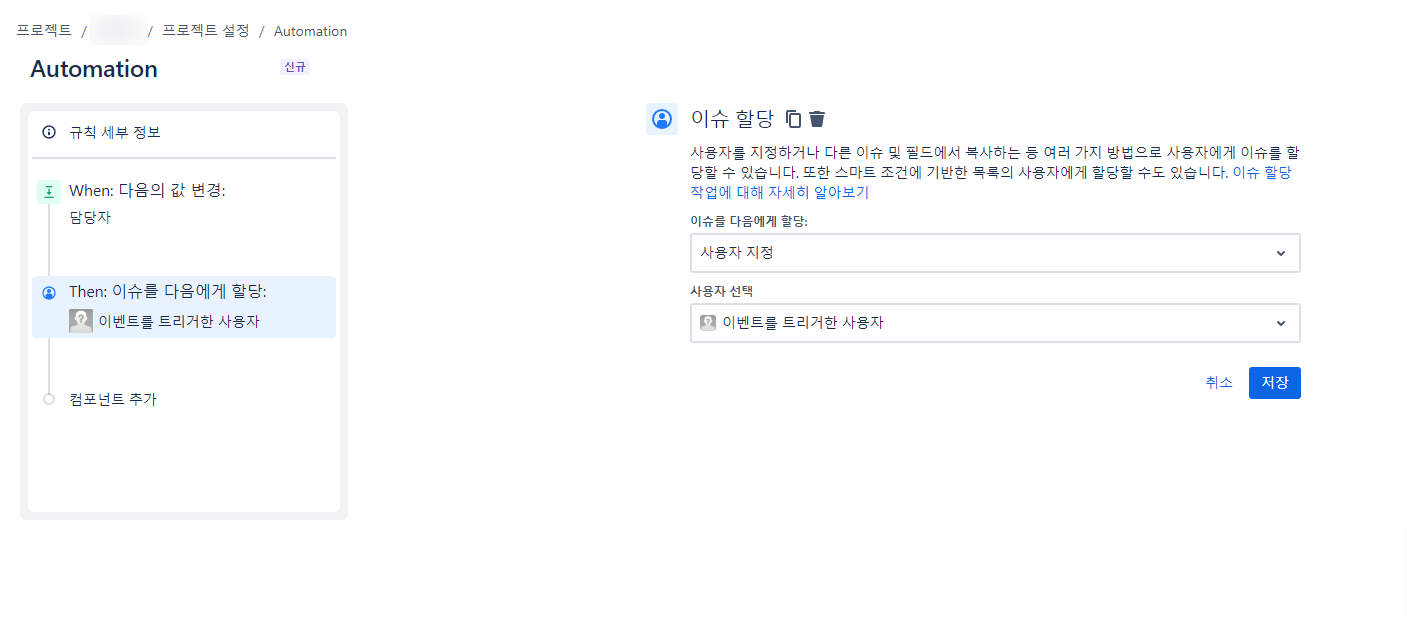 프로젝트 / / 프로젝트 설정 / Automation
Automation 신규
규칙 세부 정보
When: 다음의 값 변경:
담당자
Then: 이슈를 다음에게 할당:
이벤트를 트리거한 사용자
컴포넌트 추가
이슈 할당
사용자를 지정하거나 다른 이슈 및 필드에서 복사하는 등 여러 가지 방법으로 사용자에게 이슈를 할
당할 수 있습니다. 또한 스마트 조건에 기반한 목록의 사용자에게 할당할 수도 있습니다. 이슈 할당
작업에 대해 자세히 알아보기
이슈를 다음에게 할당:
사용자 지정
사용자 선택
이벤트를 트리거한 사용자
취소 저장